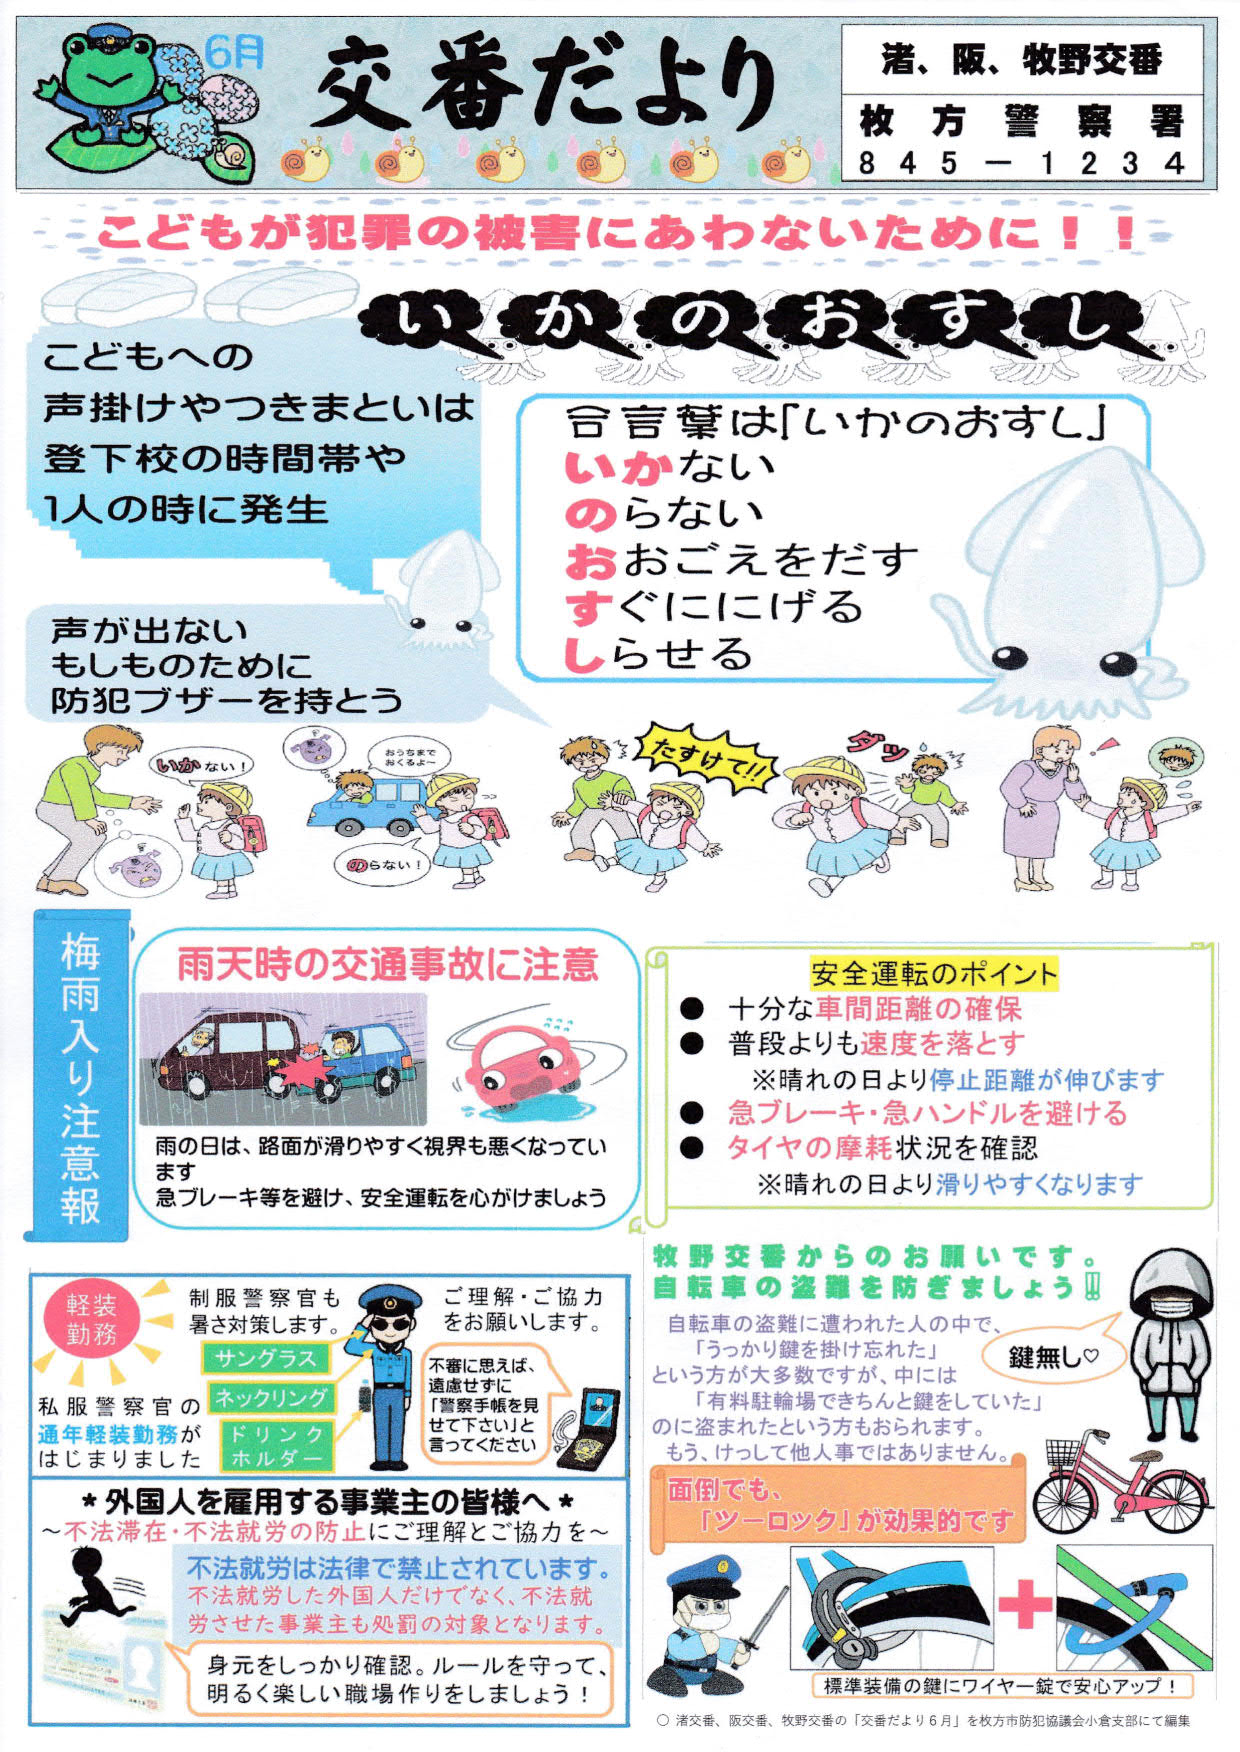 6月
交番だより
渚、阪、牧野交番
枚方警察署
845－1234
こどもが犯罪の被害にあわないために！！
いかのおすし
こどもへの
声掛けやつきまといは
登下校の時間帯や
1人の時に発生
合言葉は「いかのおすし」
いかない
のらない
おおごえをだす
すぐににげる
しらせる
声が出ない
もしものために
防犯ブザーを持とう
いかない！
おうちまで
おくるよ～
のらない！
たすけて!!
ダッ
梅雨入り注意報
雨天時の交通事故に注意
雨の日は、路面が滑りやすく視界も悪くなってい
ます
急ブレーキ等を避け、安全運転を心がけましょう
安全運転のポイント
● 十分な車間距離の確保
● 普段よりも速度を落とす
※晴れの日より停止距離が伸びます
● 急ブレーキ・急ハンドルを避ける
● タイヤの摩耗状況を確認
※晴れの日より滑りやすくなります
軽装
勤務
制服警察官も
暑さ対策します。
サングラス
ネックリング
ドリンク
ホルダー
私服警察官の
通年軽装勤務が
はじまりました
ご理解・ご協力
をお願いします。
不審に思えば、
遠慮せずに
「警察手帳を見
せて下さい」と
言ってください
＊外国人を雇用する事業主の皆様へ＊
～不法滞在・不法就労の防止にご理解とご協力を～
不法就労は法律で禁止されています。
不法就労した外国人だけでなく、不法就
労させた事業主も処罰の対象となります。
身元をしっかり確認。ルールを守って、
明るく楽しい職場作りをしましょう！
牧野交番からのお願いです。
自転車の盗難を防ぎましょう!!
自転車の盗難に遭われた人の中で、
「うっかり鍵を掛け忘れた」
という方が大多数ですが、中には
「有料駐輪場できちんと鍵をしていた」
のに盗まれたという方もおられます。
もう、けっして他人事ではありません。
鍵無し♡
面倒でも、
「ツーロック」が効果的です
標準装備の鍵にワイヤー錠で安心アップ！
○ 渚交番、阪交番、牧野交番の「交番だより６月」を枚方市防犯協議会小倉支部にて編集